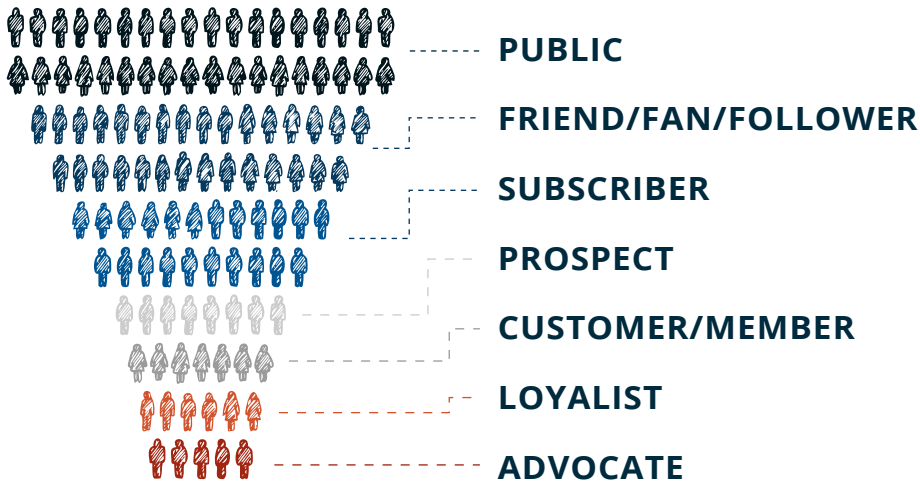 PUBLIC
FRIEND/FAN/FOLLOWER
SUBSCRIBER
PROSPECT
CUSTOMER/MEMBER
LOYALIST
ADVOCATE